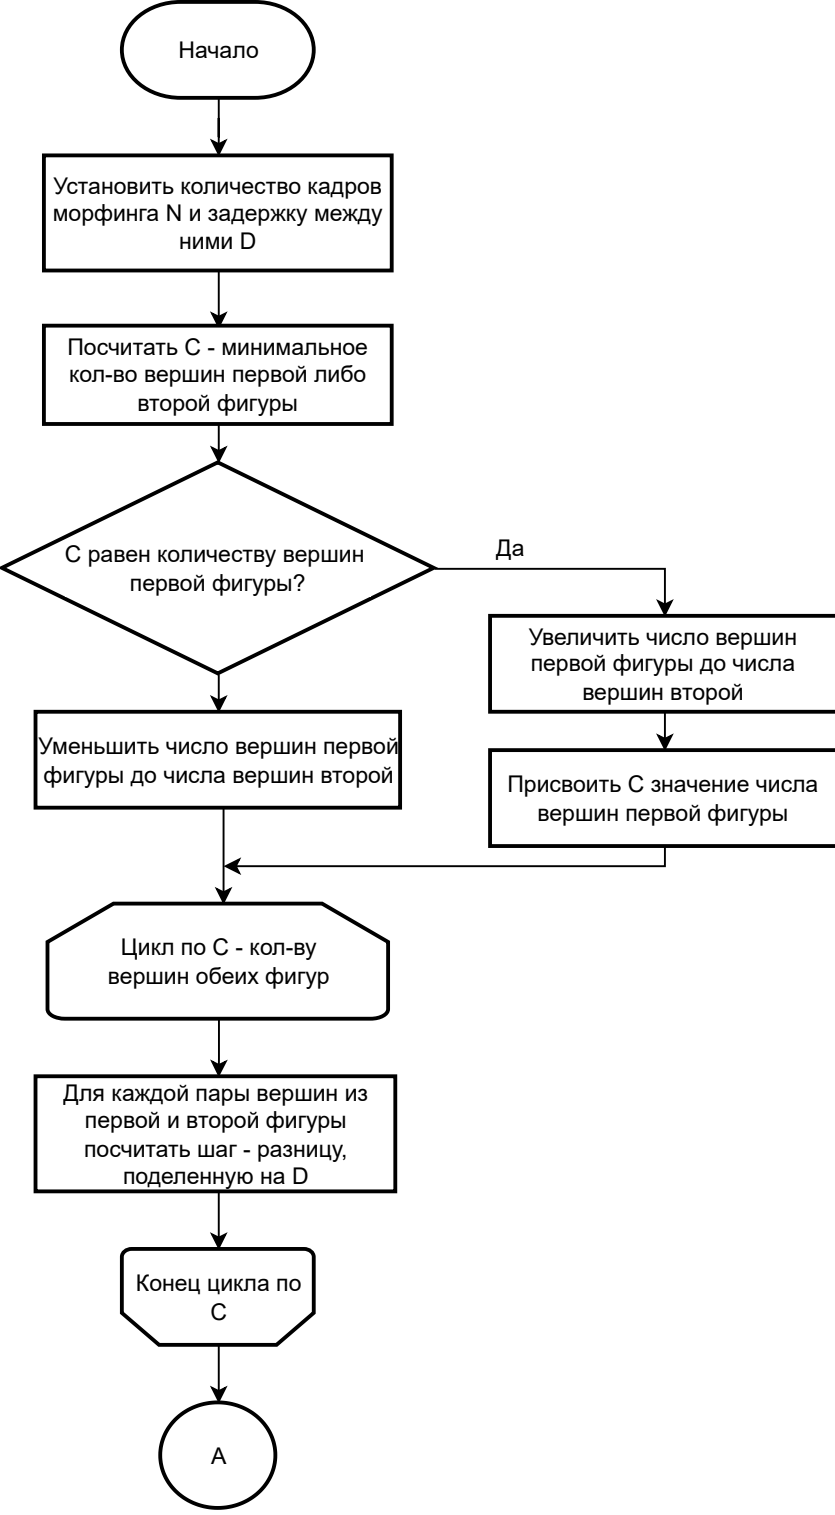 Начало
Установить количество кадров
морфинга N и задержку между
ними D
Посчитать C - минимальное
кол-во вершин первой либо
второй фигуры
C равен количеству вершин
первой фигуры?
Да
Увеличить число вершин
первой фигуры до числа
вершин второй
Уменьшить число вершин первой
фигуры до числа вершин второй
Присвоить C значение числа
вершин первой фигуры
Цикл по C - кол-ву
вершин обеих фигур
Для каждой пары вершин из
первой и второй фигуры
посчитать шаг - разницу,
поделенную на D
Конец цикла по
C
A